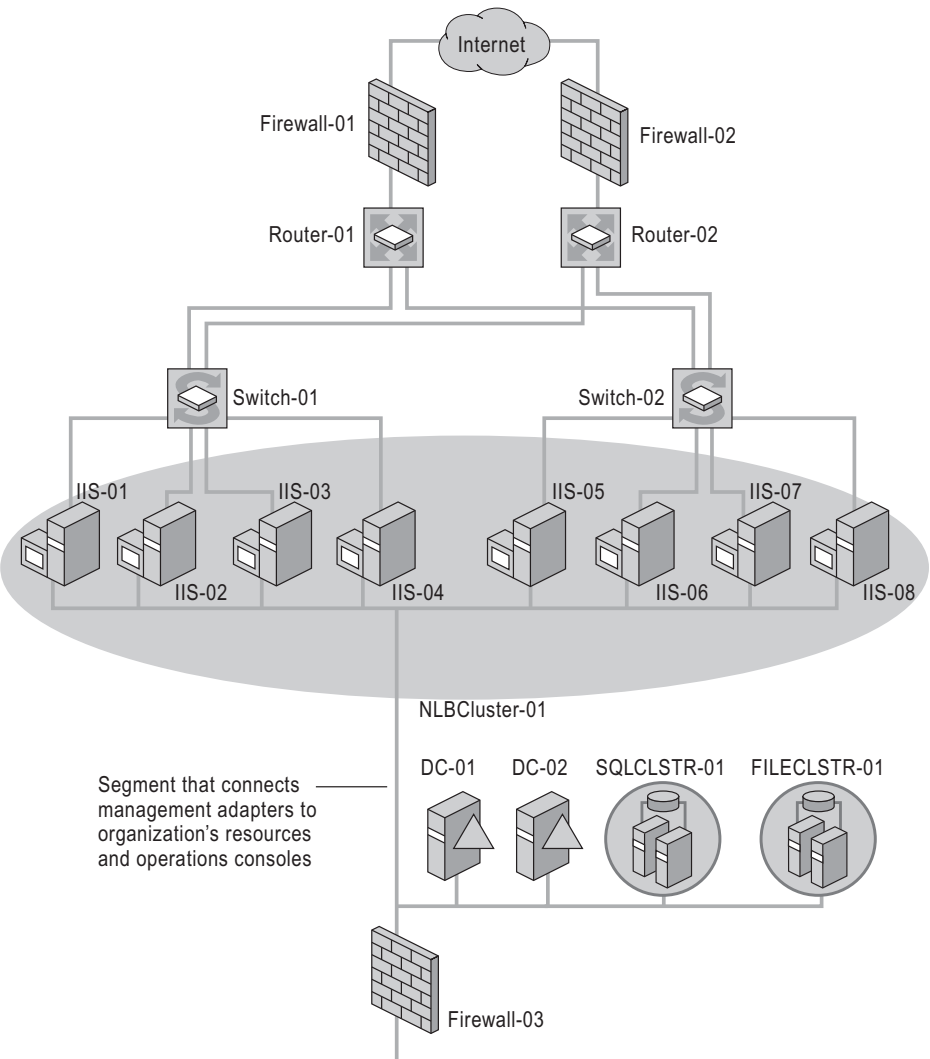 Internet
Firewall-01
Firewall-02
Router-01
Router-02
Switch-01
Switch-02
IIS-01
IIS-03
IIS-05
IIS-07
IIS-02
IIS-04
IIS-06
IIS-08
NLBCluster-01
DC-01
DC-02
SQLCLSTR-01
FILECLSTR-01
Segment that connects
management adapters to
organization’s resources
and operations consoles
Firewall-03